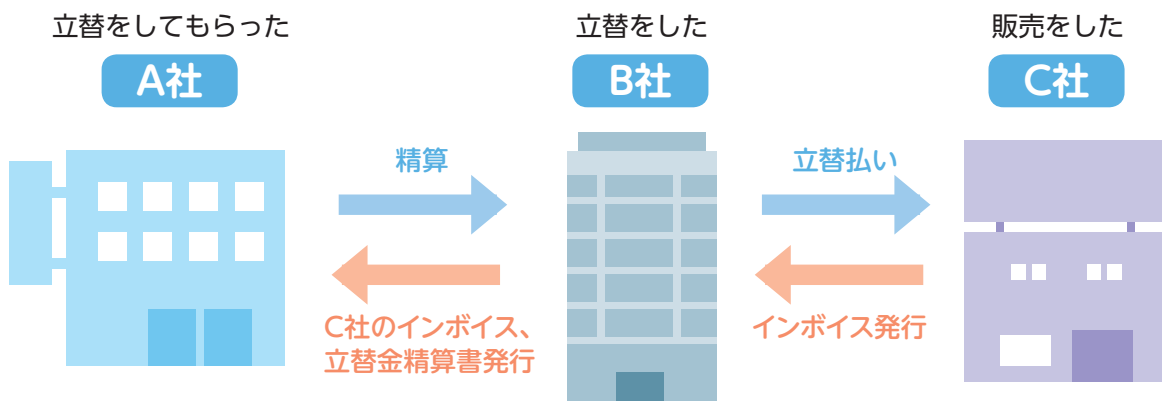 立替をしてもらった
A社
立替をした
B社
販売をした
C社
精算
立替払い
C社のインボイス、
立替金精算書発行
インボイス発行